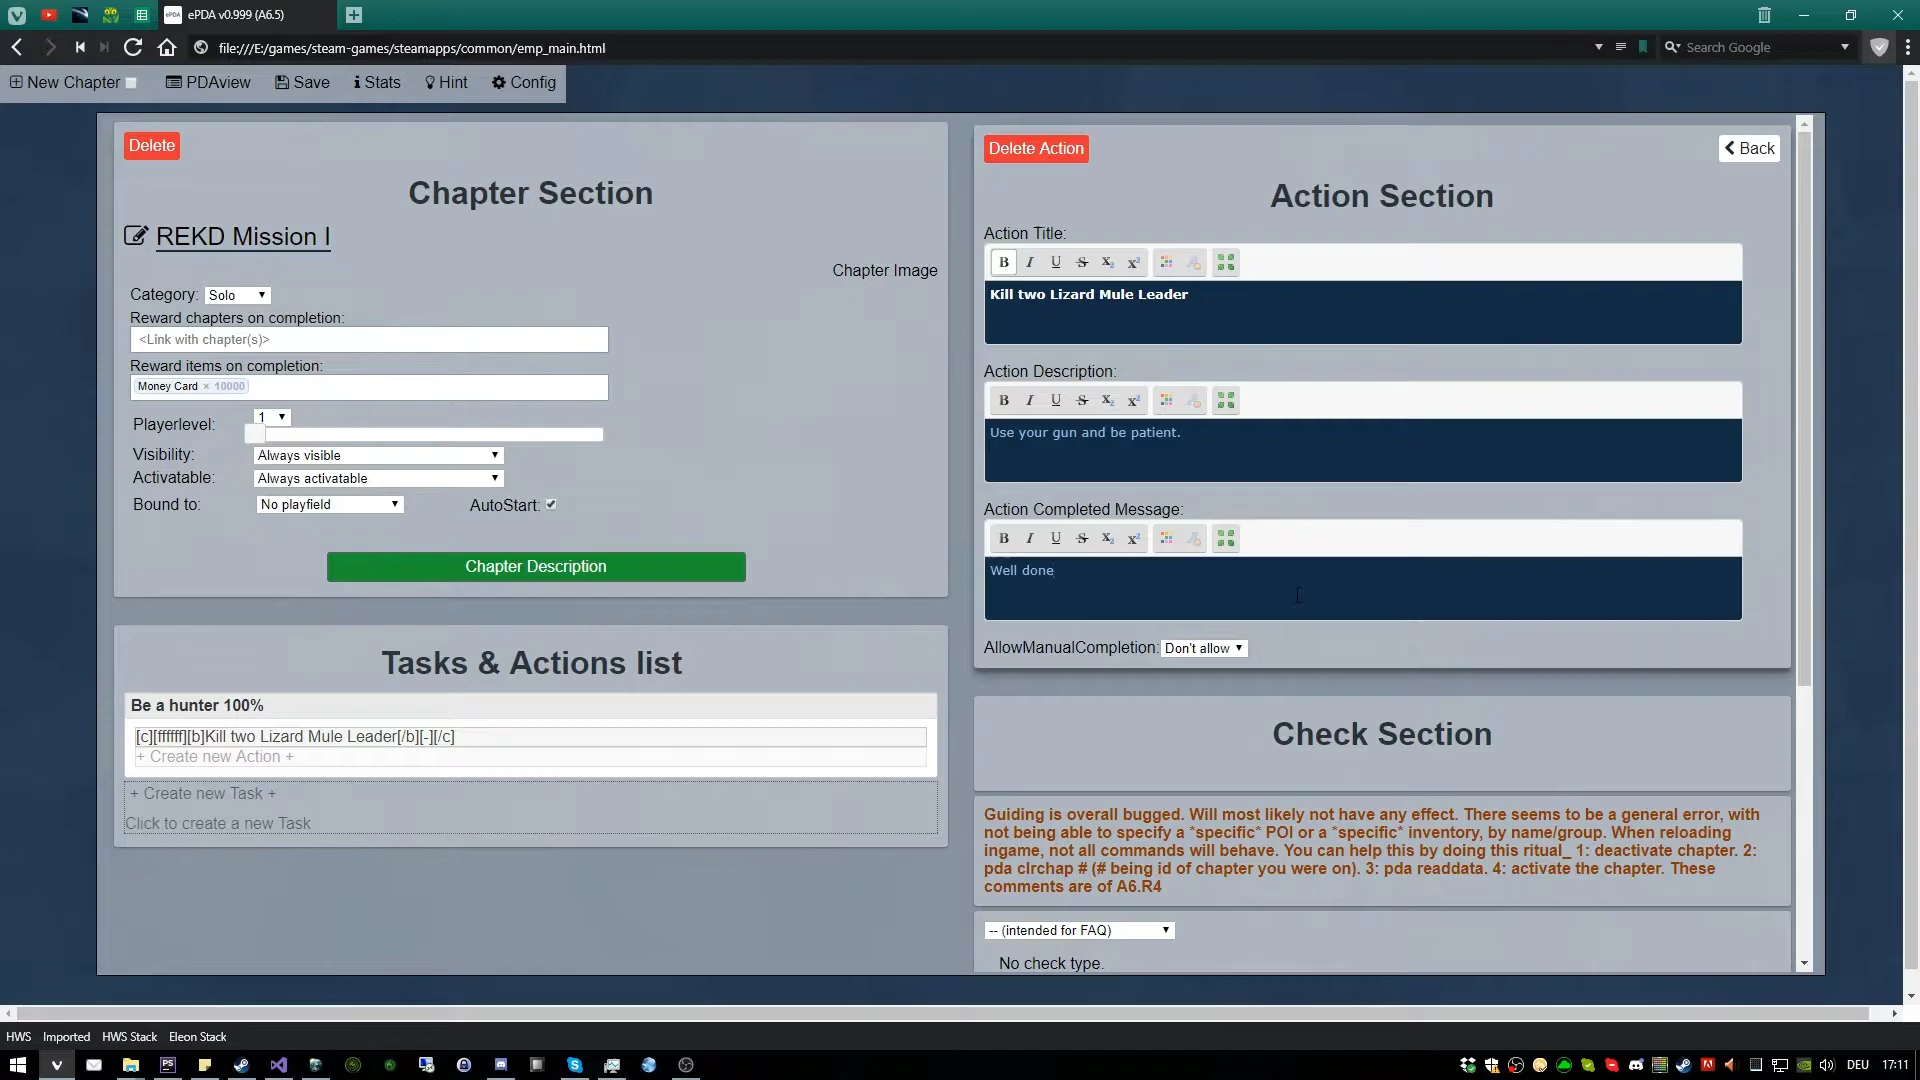 ePDA v0.999 (A6.5)
file:///E:/games/steam-games/steamapps/common/emp_main.html
Search Google
New Chapter
PDAview
Save
Stats
Hint
Config
Delete
Chapter Section
REKD Mission I
Chapter Image
Category: Solo
Reward chapters on completion:
<Link with chapter(s)>
Reward items on completion:
Money Card × 10000
Playerlevel: 1
Visibility: Always visible
Activatable: Always activatable
Bound to: No playfield AutoStart:
Chapter Description
Tasks & Actions list
Be a hunter 100%
[c][ffffff][b]Kill two Lizard Mule Leader[/b][-][/c]
+ Create new Action +
+ Create new Task +
Click to create a new Task
Delete Action
Back
Action Section
Action Title:
B I U S X2 X2
Kill two Lizard Mule Leader
Action Description:
B I U S X2 X2
Use your gun and be patient.
Action Completed Message:
B I U S X2 X2
Well done
AllowManualCompletion: Don't allow
Check Section
Guiding is overall bugged. Will most likely not have any effect. There seems to be a general error, with
not being able to specify a *specific* POI or a *specific* inventory, by name/group. When reloading
ingame, not all commands will behave. You can help this by doing this ritual_ 1: deactivate chapter. 2:
pda clrchap # (# being id of chapter you were on). 3: pda readdata. 4: activate the chapter. These
comments are of A6.R4
-- (intended for FAQ)
No check type.
HWS
Imported
HWS Stack
Eleon Stack
DEU
17:11